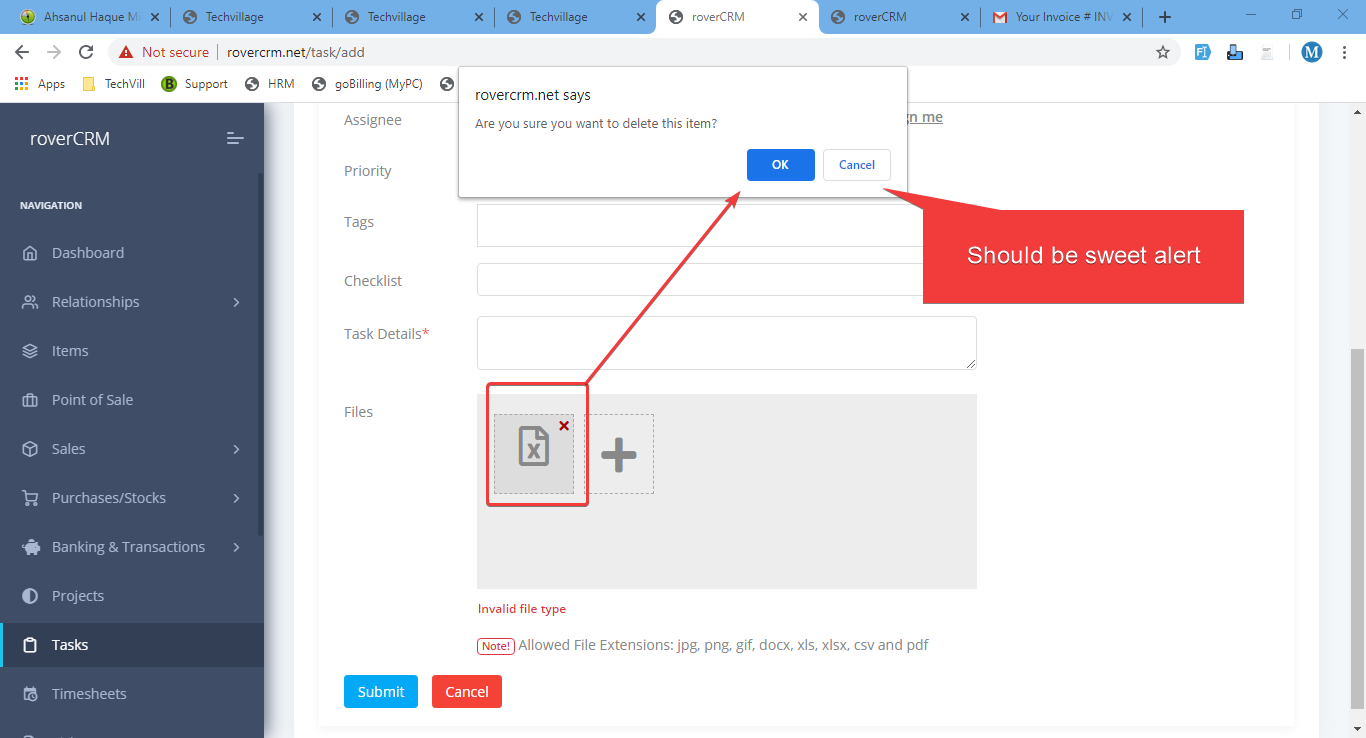 Ahsanul Haque M
Techvillage
Techvillage
Techvillage
roverCRM
roverCRM
Your Invoice # INV
Not secure
rovercrm.net/task/add
M
Apps
TechVill
B
Support
HRM
goBilling (MyPC)
rovercrm.net says
Are you sure you want to delete this item?
OK
Cancel
roverCRM
NAVIGATION
Dashboard
Relationships
Items
Point of Sale
Sales
Purchases/Stocks
Banking & Transactions
Projects
Tasks
Timesheets
Assignee
gn me
Priority
Tags
Should be sweet alert
Checklist
Task Details*
Files
Invalid file type
Note! Allowed File Extensions: jpg, png, gif, docx, xls, xlsx, csv and pdf
Submit
Cancel